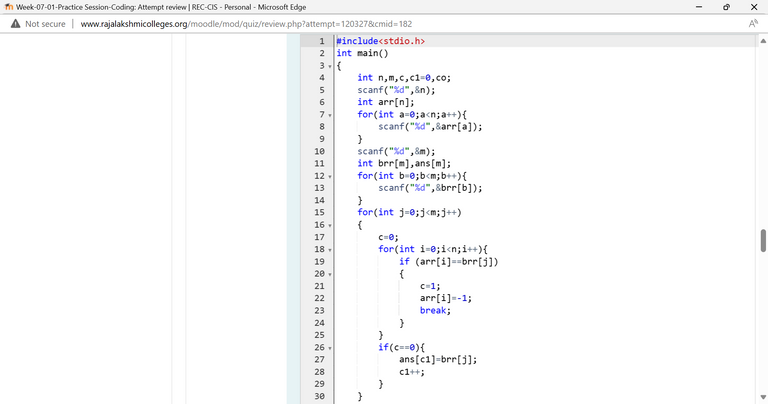 Week-07-01-Practice Session-Coding: Attempt review | REC-CIS - Personal - Microsoft Edge
Not secure | www.rajalakshmicolleges.org/moodle/mod/quiz/review.php?attempt=120327&cmid=182
1 #include<stdio.h>
2 int main()
3 {
4 int n,m,c,c1=0,co;
5 scanf("%d",&n);
6 int arr[n];
7 for(int a=0;a<n;a++){
8 scanf("%d",&arr[a]);
9 }
10 scanf("%d",&m);
11 int brr[m],ans[m];
12 for(int b=0;b<m;b++){
13 scanf("%d",&brr[b]);
14 }
15 for(int j=0;j<m;j++)
16 {
17 c=0;
18 for(int i=0;i<n;i++){
19 if (arr[i]==brr[j])
20 {
21 c=1;
22 arr[i]=-1;
23 break;
24 }
25 }
26 if(c==0){
27 ans[c1]=brr[j];
28 c1++;
29 }
30 }